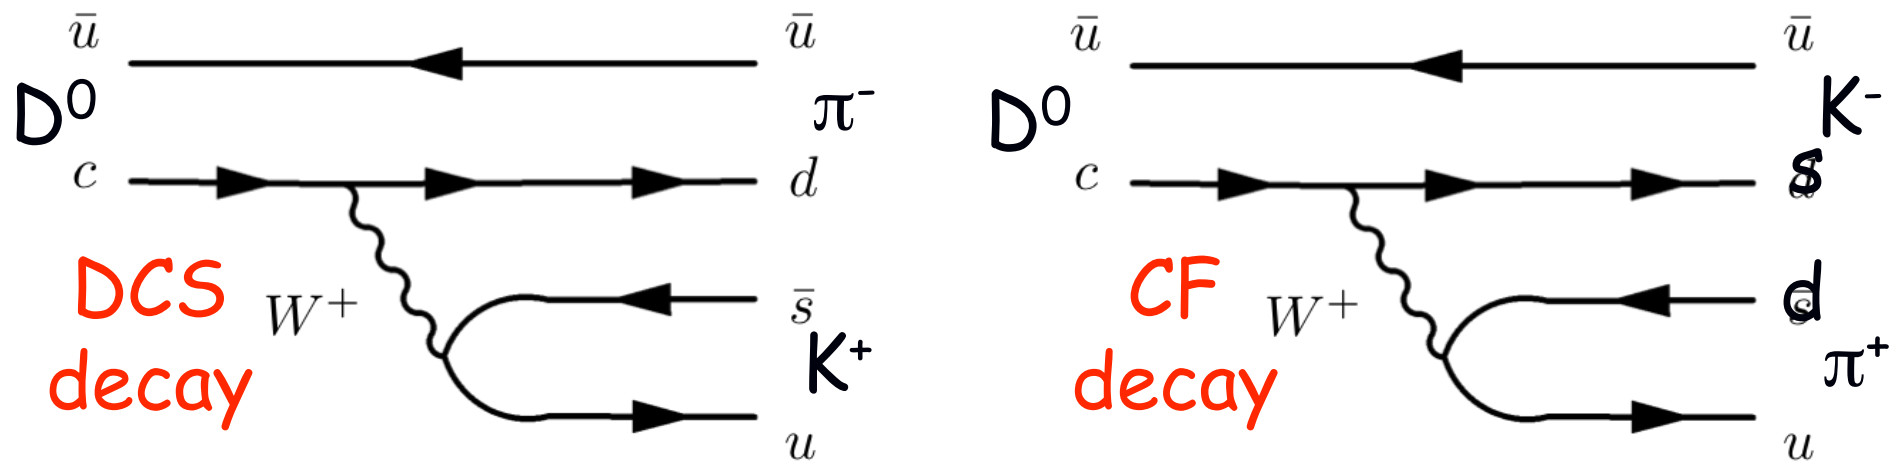 ū ū
D⁰ π⁻
c d
DCS decay
W⁺
s̄
K⁺
u
ū ū
D⁰ K⁻
c s
CF decay
W⁺
d
π⁺
u